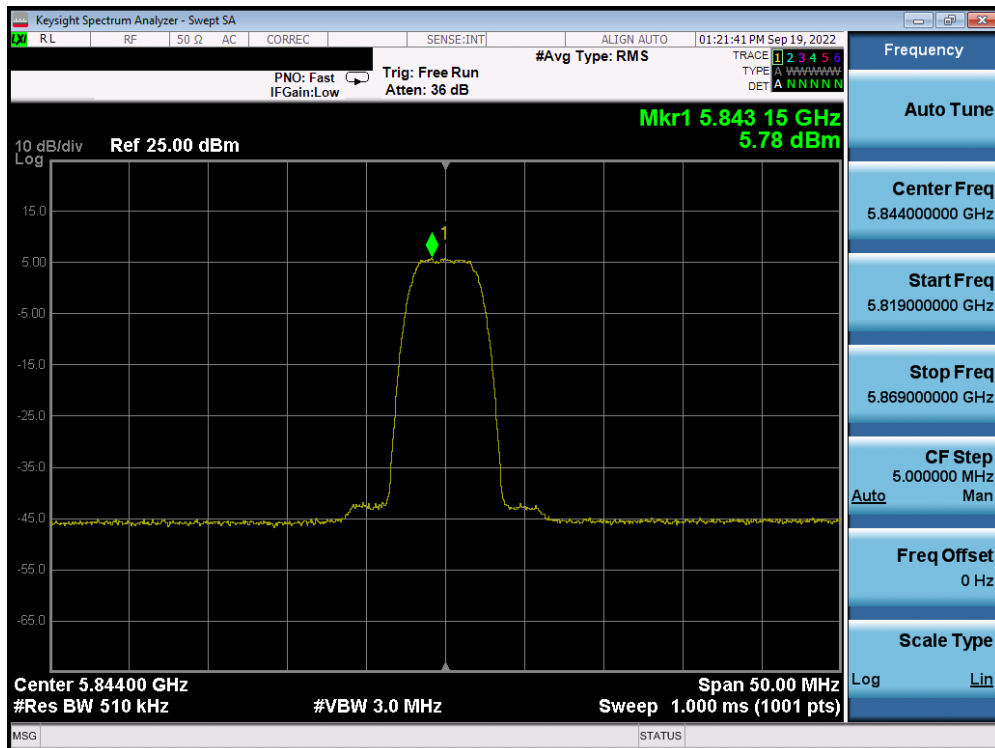 Keysight Spectrum Analyzer - Swept SA
LXI RL RF 50 Ω AC CORREC SENSE:INT ALIGN AUTO 01:21:41 PM Sep 19, 2022
#Avg Type: RMS TRACE 1 2 3 4 5 6
PNO: Fast Trig: Free Run TYPE A WWWWW
IFGain:Low Atten: 36 dB DET A N N N N N
Mkr1 5.843 15 GHz
5.78 dBm
10 dB/div Ref 25.00 dBm
Log
1
15.0
5.00
-5.00
-15.0
-25.0
-35.0
-45.0
-55.0
-65.0
Center 5.84400 GHz Span 50.00 MHz
#Res BW 510 kHz #VBW 3.0 MHz Sweep 1.000 ms (1001 pts)
MSG STATUS
Frequency
Auto Tune
Center Freq
5.844000000 GHz
Start Freq
5.819000000 GHz
Stop Freq
5.869000000 GHz
CF Step
5.000000 MHz
Auto Man
Freq Offset
0 Hz
Scale Type
Log Lin